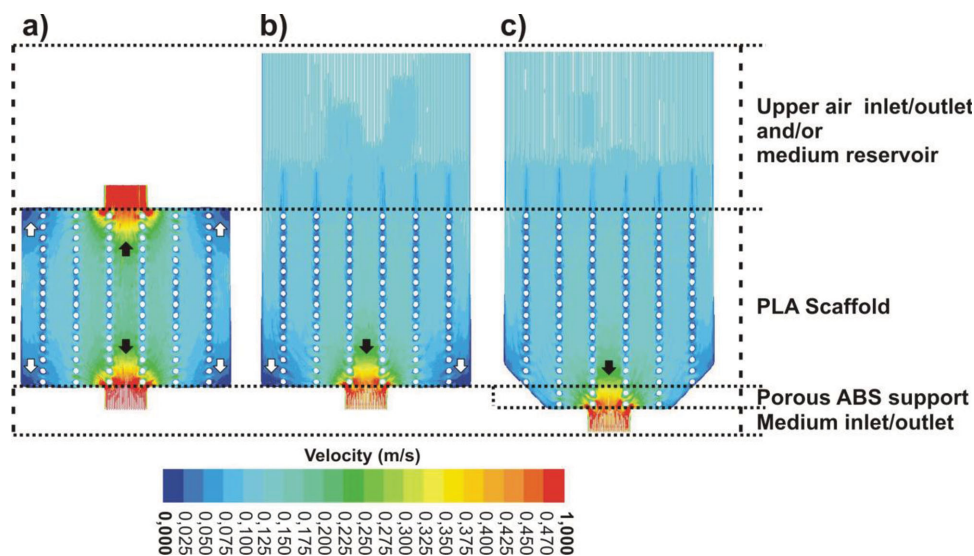 a)
b)
c)
Upper air inlet/outlet
and/or
medium reservoir
PLA Scaffold
Porous ABS support
Medium inlet/outlet
Velocity (m/s)
0,000
0,025
0,075
0,100
0,125
0,150
0,175
0,200
0,225
0,250
0,275
0,300
0,325
0,350
0,375
0,400
0,425
0,450
0,470
1,000